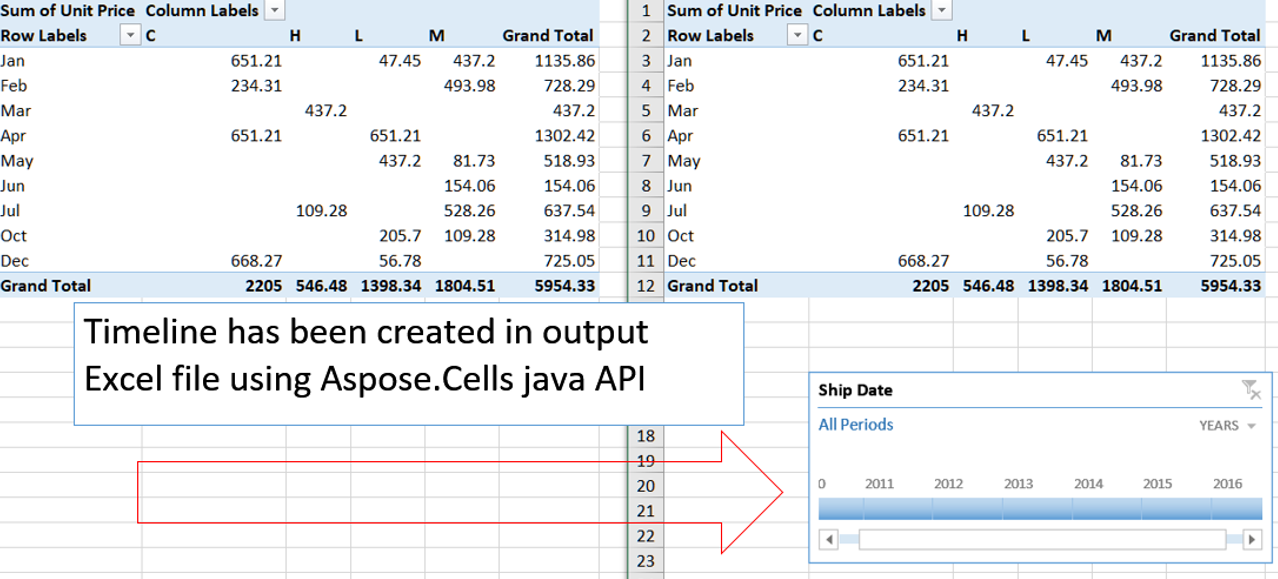 Sum of Unit Price Column Labels
Row Labels C H L M Grand Total
Jan 651.21 47.45 437.2 1135.86
Feb 234.31 493.98 728.29
Mar 437.2 437.2
Apr 651.21 651.21 1302.42
May 437.2 81.73 518.93
Jun 154.06 154.06
Jul 109.28 528.26 637.54
Oct 205.7 109.28 314.98
Dec 668.27 56.78 725.05
Grand Total 2205 546.48 1398.34 1804.51 5954.33
Timeline has been created in output
Excel file using Aspose.Cells java API
1 Sum of Unit Price Column Labels
2 Row Labels C H L M Grand Total
3 Jan 651.21 47.45 437.2 1135.86
4 Feb 234.31 493.98 728.29
5 Mar 437.2 437.2
6 Apr 651.21 651.21 1302.42
7 May 437.2 81.73 518.93
8 Jun 154.06 154.06
9 Jul 109.28 528.26 637.54
10 Oct 205.7 109.28 314.98
11 Dec 668.27 56.78 725.05
12 Grand Total 2205 546.48 1398.34 1804.51 5954.33
18
19
20
21
22
23
Ship Date
All Periods YEARS
0 2011 2012 2013 2014 2015 2016